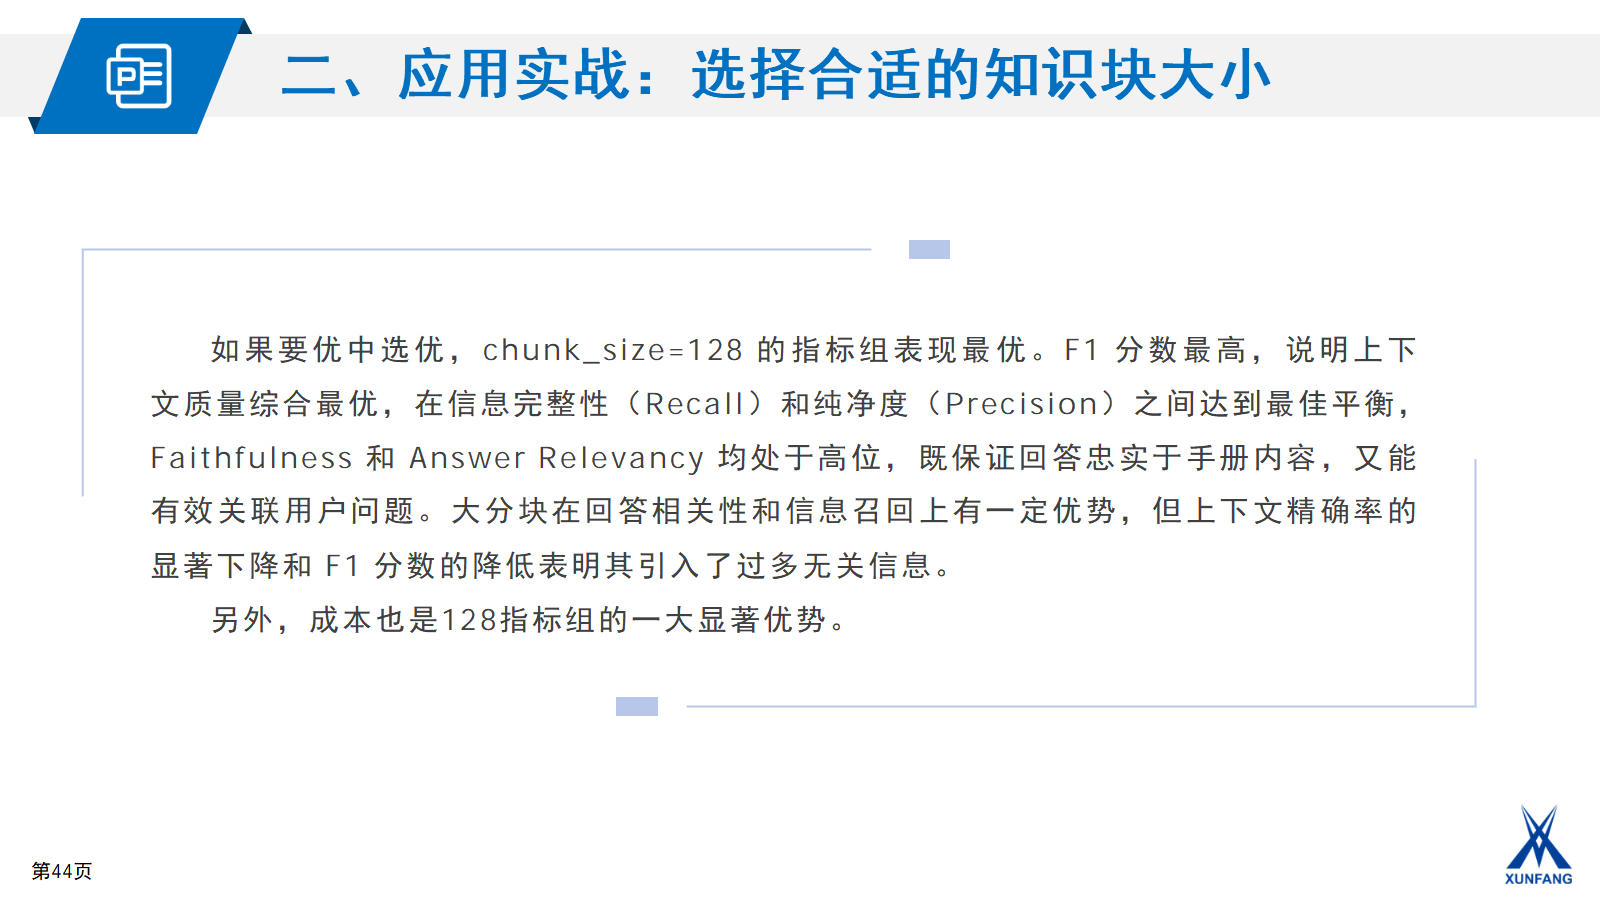 二、应用实战：选择合适的知识块大小
如果要优中选优，chunk_size=128 的指标组表现最优。F1 分数最高，说明上下
文质量综合最优，在信息完整性（Recall）和纯净度（Precision）之间达到最佳平衡，
Faithfulness 和 Answer Relevancy 均处于高位，既保证回答忠实于手册内容，又能
有效关联用户问题。大分块在回答相关性和信息召回上有一定优势，但上下文精确率的
显著下降和 F1 分数的降低表明其引入了过多无关信息。
另外，成本也是128指标组的一大显著优势。
第44页
XUNFANG